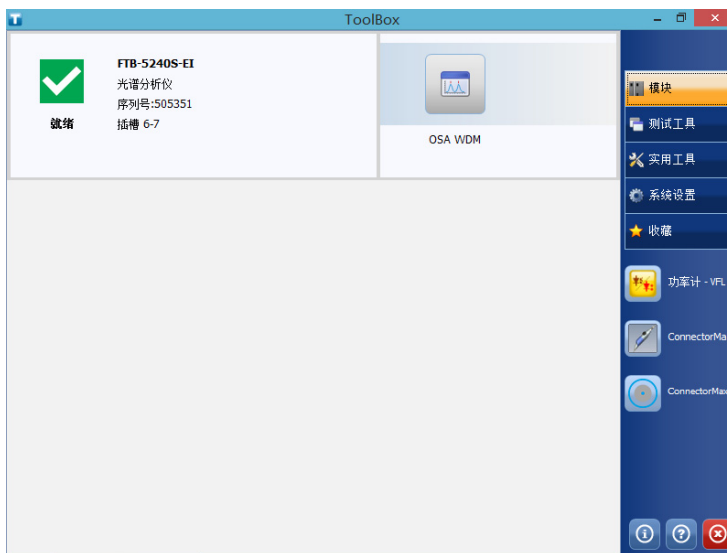 ToolBox
FTB-5240S-EI
光谱分析仪
序列号:505351
插槽 6-7
就绪
OSA WDM
模块
测试工具
实用工具
系统设置
收藏
功率计 - VFL
ConnectorMa
ConnectorMax